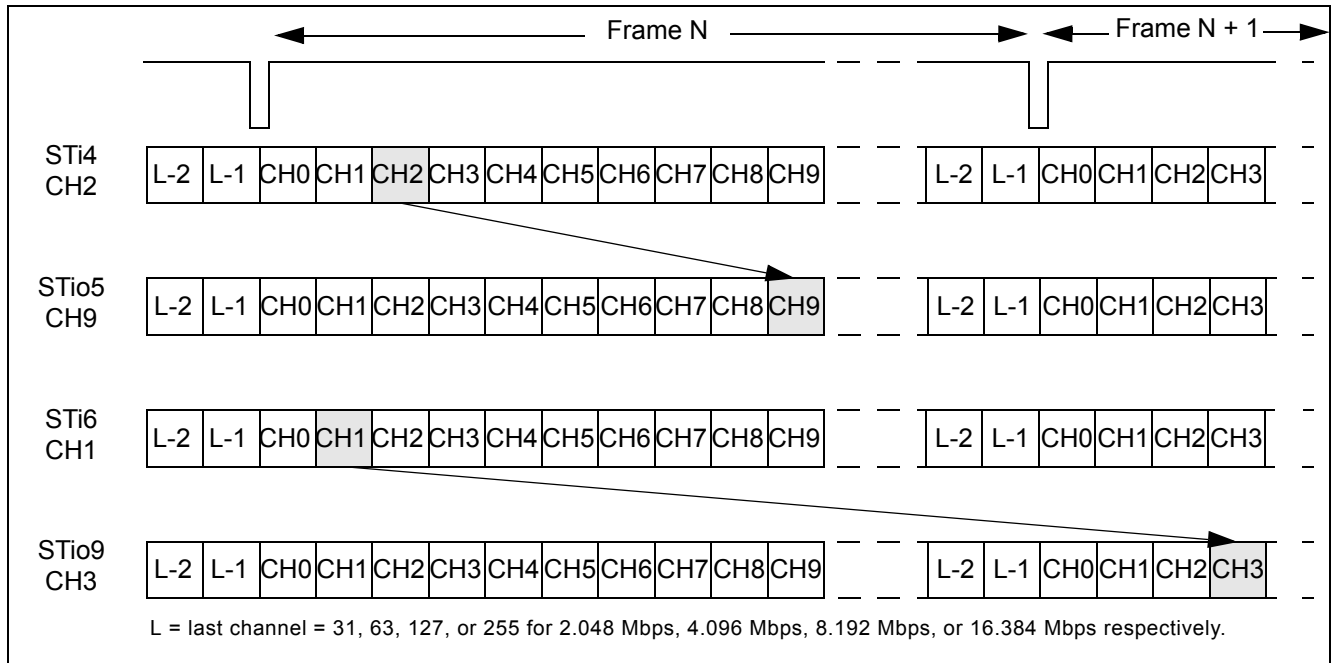 Frame N
Frame N + 1
STi4
CH2
L-2 L-1 CH0 CH1 CH2 CH3 CH4 CH5 CH6 CH7 CH8 CH9 L-2 L-1 CH0 CH1 CH2 CH3
STio5
CH9
L-2 L-1 CH0 CH1 CH2 CH3 CH4 CH5 CH6 CH7 CH8 CH9 L-2 L-1 CH0 CH1 CH2 CH3
STi6
CH1
L-2 L-1 CH0 CH1 CH2 CH3 CH4 CH5 CH6 CH7 CH8 CH9 L-2 L-1 CH0 CH1 CH2 CH3
STio9
CH3
L-2 L-1 CH0 CH1 CH2 CH3 CH4 CH5 CH6 CH7 CH8 CH9 L-2 L-1 CH0 CH1 CH2 CH3
L = last channel = 31, 63, 127, or 255 for 2.048 Mbps, 4.096 Mbps, 8.192 Mbps, or 16.384 Mbps respectively.